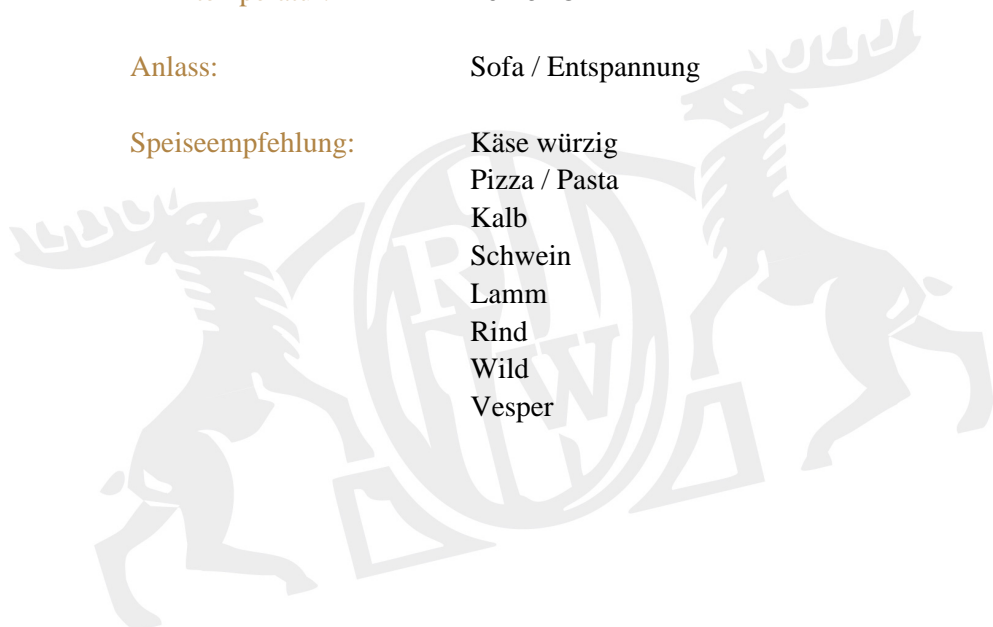 Anlass: Sofa / Entspannung
Speiseempfehlung: Käse würzig
Pizza / Pasta
Kalb
Schwein
Lamm
Rind
Wild
Vesper
R
W